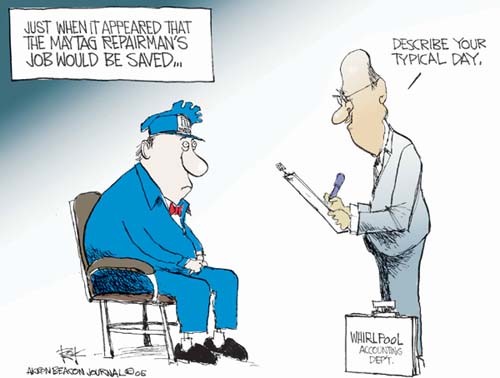 JUST WHEN IT APPEARED THAT
THE MAYTAG REPAIRMAN'S
JOB WOULD BE SAVED...
DESCRIBE YOUR
TYPICAL DAY.
WHIRLPOOL
ACCOUNTING
DEPT.
AKRON BEACON JOURNAL ©05